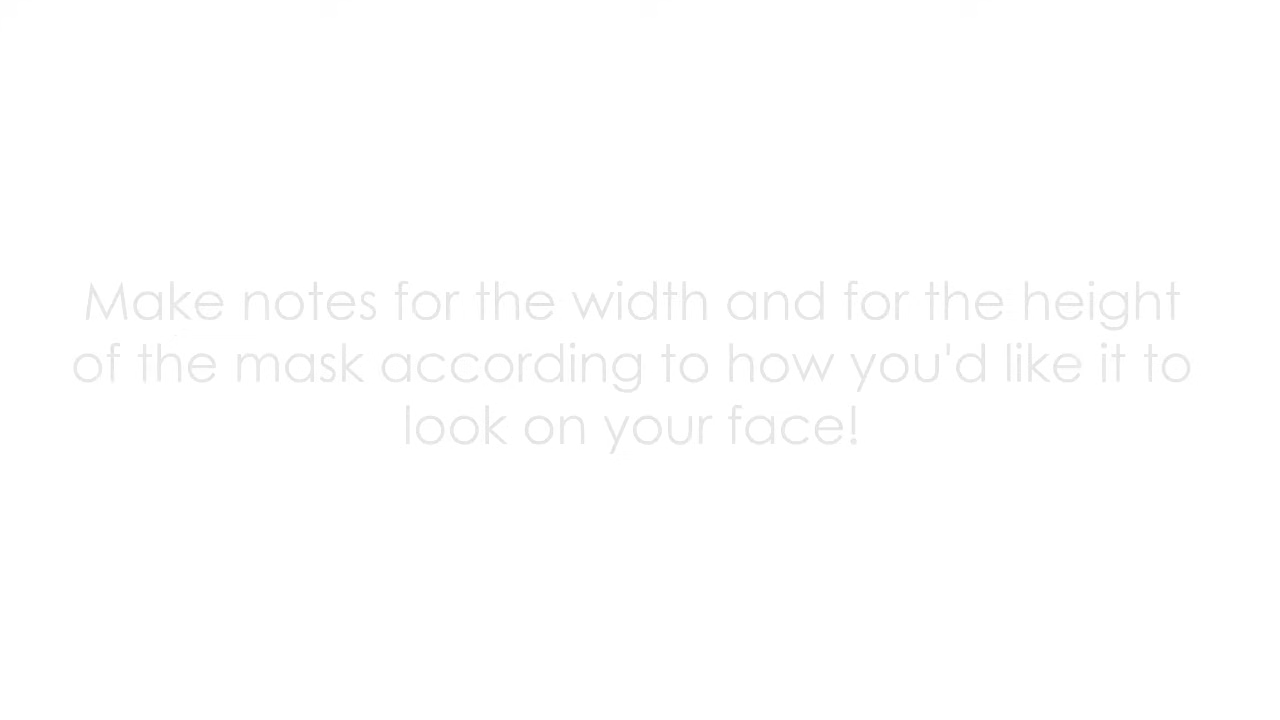 Make notes for the width and for the height
of the mask according to how you'd like it to
look on your face!